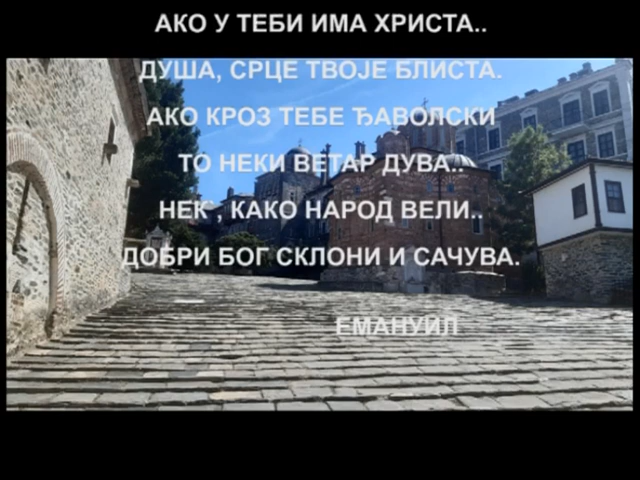 АКО У ТЕБИ ИМА ХРИСТА..
ДУША, СРЦЕ ТВОЈЕ БЛИСТА.
АКО КРОЗ ТЕБЕ ЂАВОЛСКИ
ТО НЕКИ ВЕТАР ДУВА..
НЕК , КАКО НАРОД ВЕЛИ..
ДОБРИ БОГ СКЛОНИ И САЧУВА.
ЕМАНУИЛ